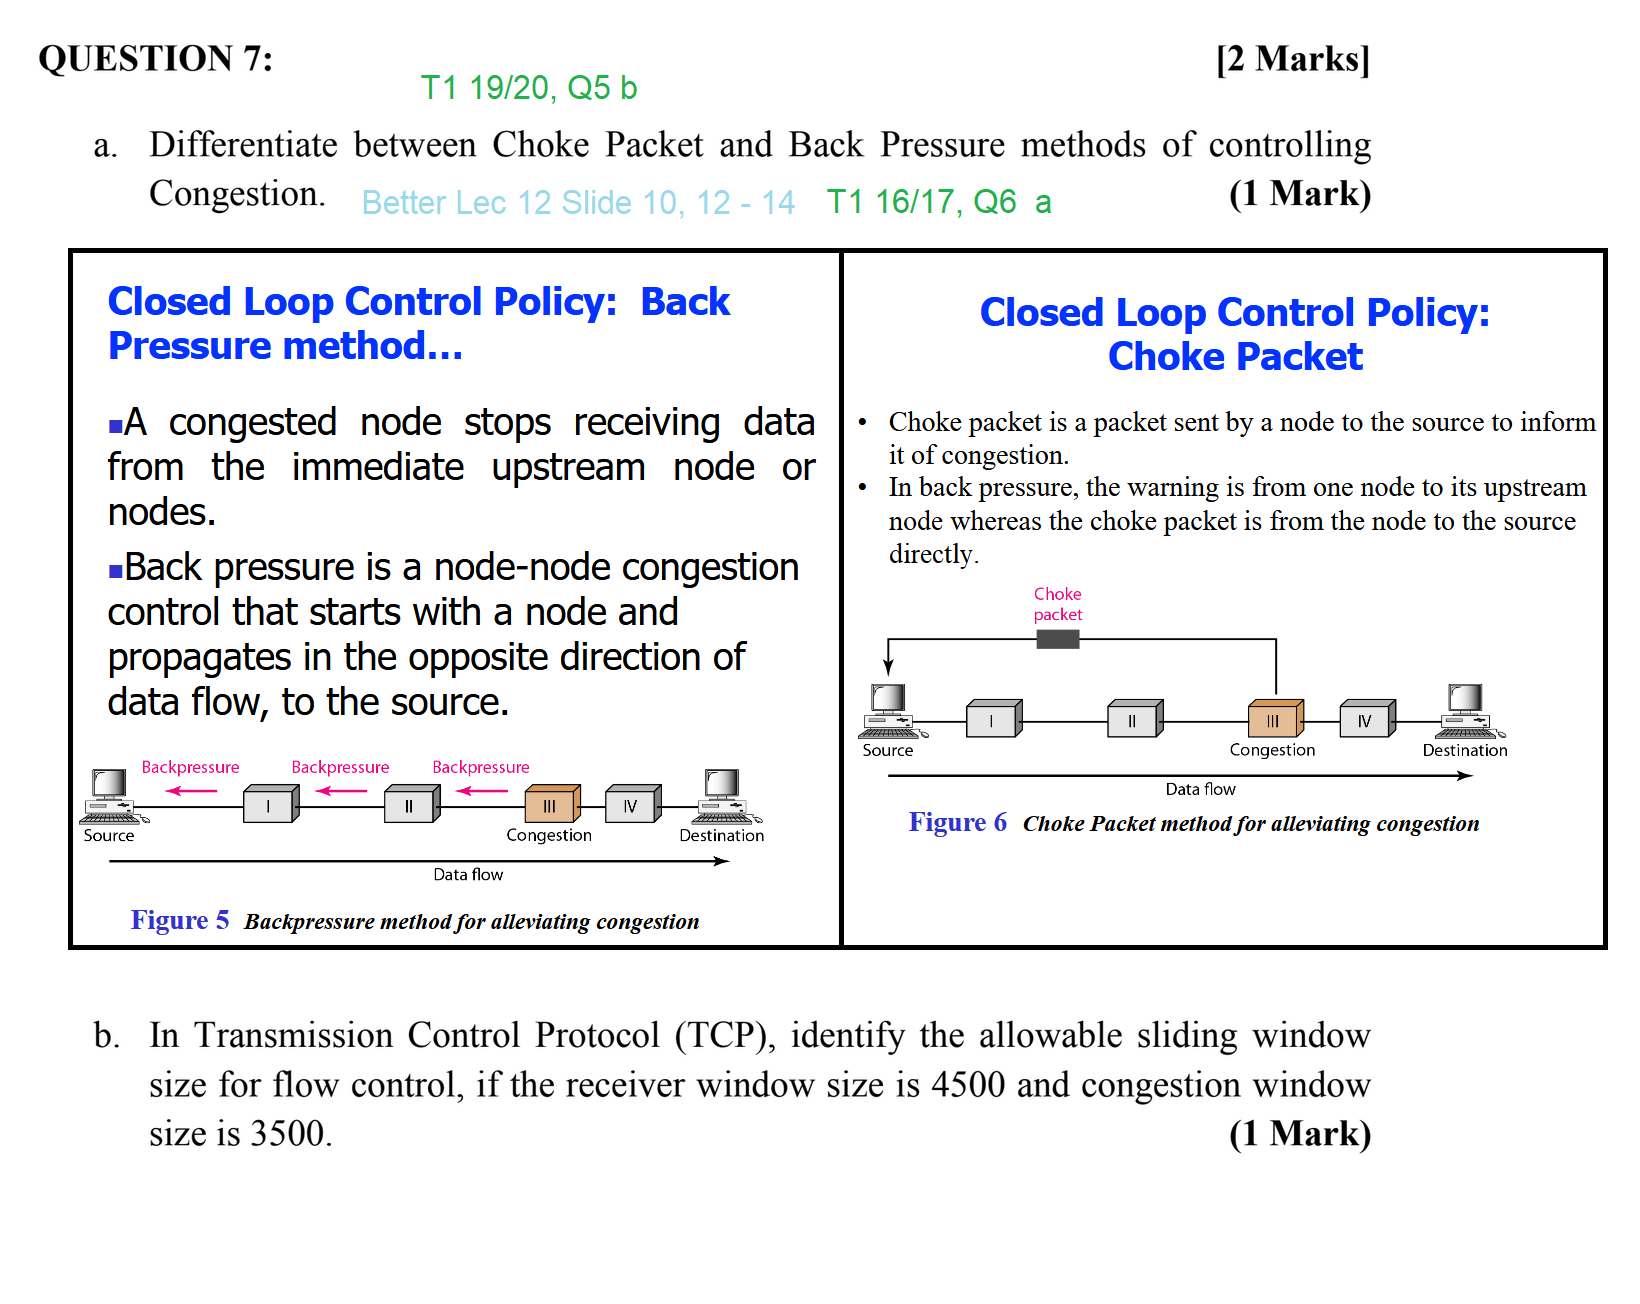 QUESTION 7:
[2 Marks]
T1 19/20, Q5 b
a. Differentiate between Choke Packet and Back Pressure methods of controlling
Congestion.
Better Lec 12 Slide 10, 12 - 14
T1 16/17, Q6 a
(1 Mark)
Closed Loop Control Policy: Back
Pressure method...
▪A congested node stops receiving data
from the immediate upstream node or
nodes.
▪Back pressure is a node-node congestion
control that starts with a node and
propagates in the opposite direction of
data flow, to the source.
Backpressure
Backpressure
Backpressure
I
II
III
IV
Source
Congestion
Destination
Data flow
Figure 5 Backpressure method for alleviating congestion
Closed Loop Control Policy:
Choke Packet
• Choke packet is a packet sent by a node to the source to inform
it of congestion.
• In back pressure, the warning is from one node to its upstream
node whereas the choke packet is from the node to the source
directly.
Choke
packet
I
II
III
IV
Source
Congestion
Destination
Data flow
Figure 6 Choke Packet method for alleviating congestion
b. In Transmission Control Protocol (TCP), identify the allowable sliding window
size for flow control, if the receiver window size is 4500 and congestion window
size is 3500.
(1 Mark)